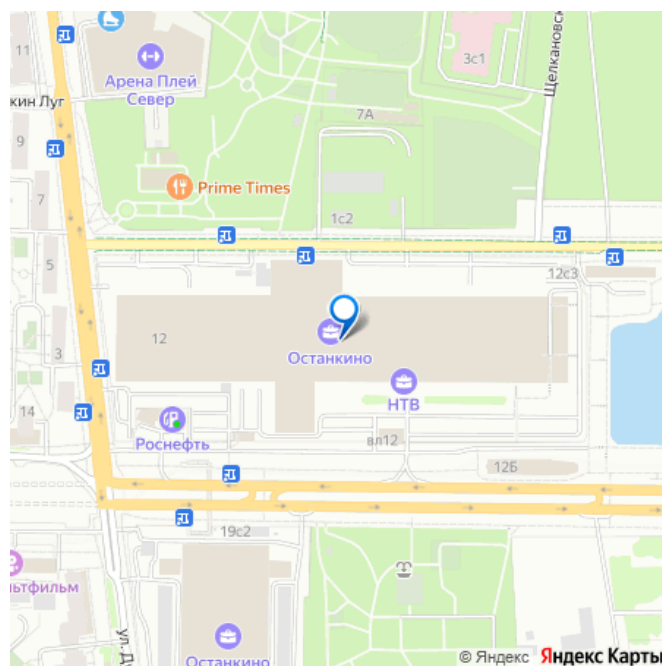 11
3с1
Щелкановск
Арена Плей
Север
кин Луг
7А
9
Prime Times
7
1с2
5
12с3
12
Останкино
3
НТВ
14
Роснефть
вл12
12Б
19с2
льтфильм
ул. Д
Останкино
© Яндекс Яндекс Карты